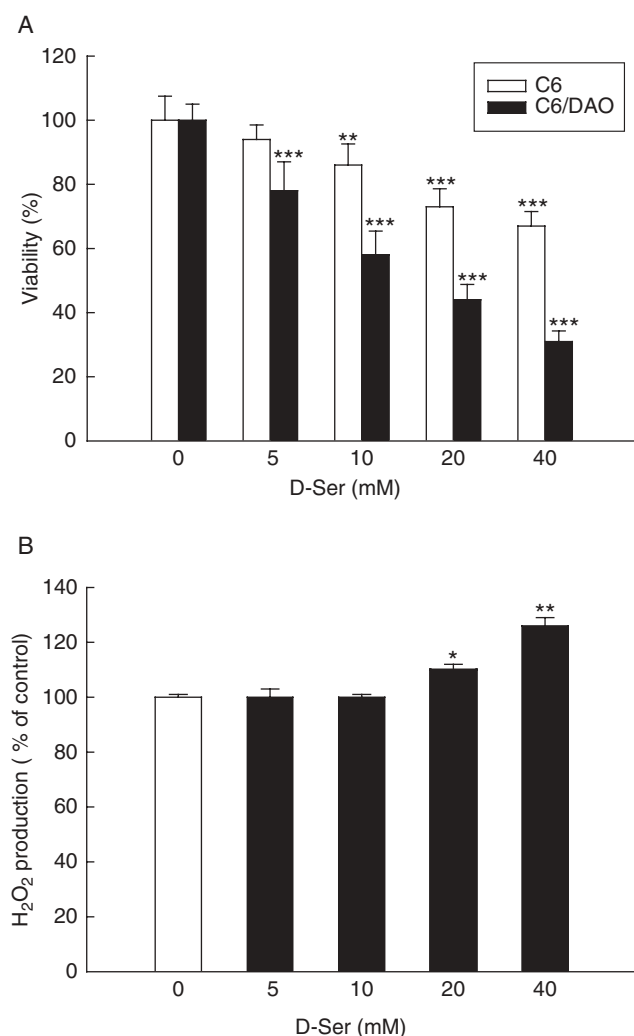 A
120
100
80
60
40
20
0
Viability (%)
C6
C6/DAO
***
**
***
***
***
***
***
0 5 10 20 40
D-Ser (mM)
B
140
120
100
80
60
40
20
0
H₂O₂ production ( % of control)
*
**
0 5 10 20 40
D-Ser (mM)